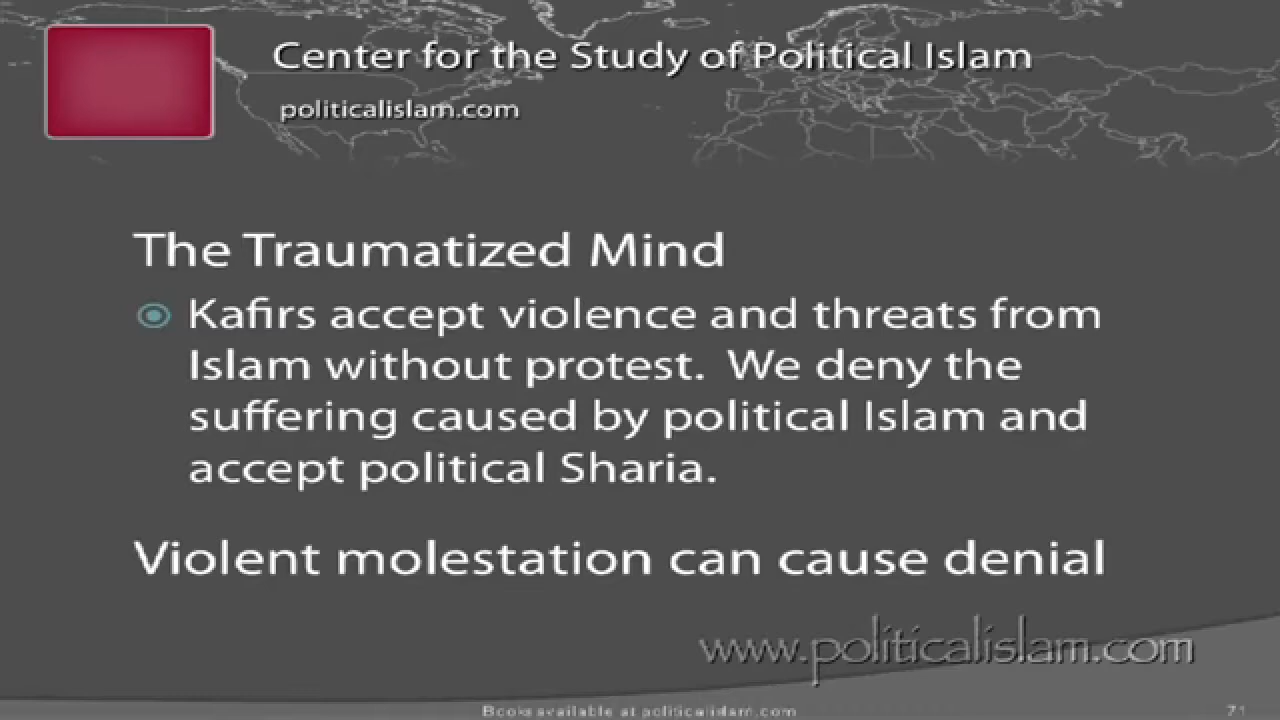 Center for the Study of Political Islam
politicalislam.com
The Traumatized Mind
Kafirs accept violence and threats from
Islam without protest. We deny the
suffering caused by political Islam and
accept political Sharia.
Violent molestation can cause denial
www.politicalislam.com
Books available at politicalislam.com
71